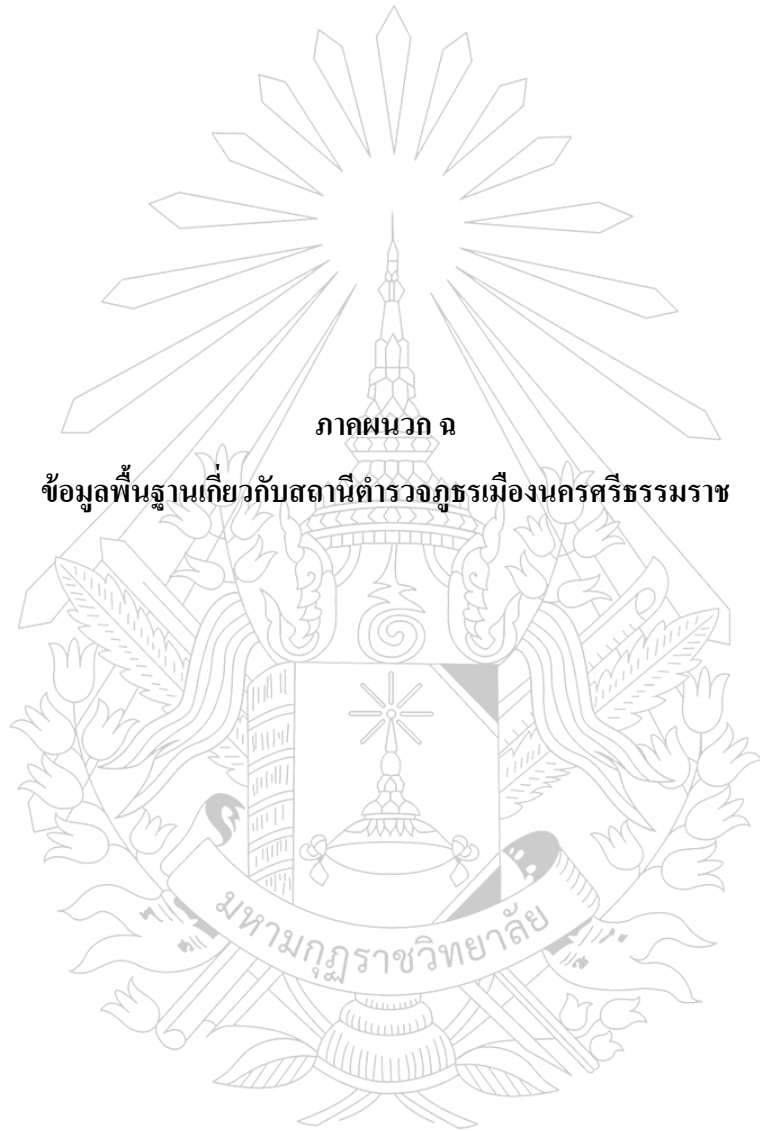 ภาคผนวก ฉ
ข้อมูลพื้นฐานเกี่ยวกับสถานีตำรวจภูธรเมืองนครศรีธรรมราช
มหามกุฏราชวิทยาลัย